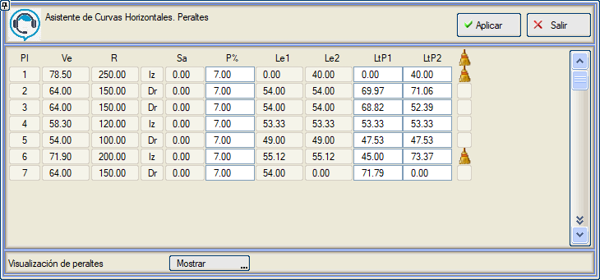 Asistente de Curvas Horizontales. Peraltes
Aplicar
Salir
PI Ve R Sa P% Le1 Le2 LtP1 LtP2
1 78.50 250.00 Iz 0.00 7.00 0.00 40.00 0.00 40.00
2 64.00 150.00 Dr 0.00 7.00 54.00 54.00 69.97 71.06
3 64.00 150.00 Dr 0.00 7.00 54.00 54.00 68.82 52.39
4 58.30 120.00 Iz 0.00 7.00 53.33 53.33 53.33 53.33
5 54.00 100.00 Dr 0.00 7.00 49.00 49.00 47.53 47.53
6 71.90 200.00 Iz 0.00 7.00 55.12 55.12 45.00 73.37
7 64.00 150.00 Dr 0.00 7.00 54.00 0.00 71.79 0.00
Visualización de peraltes
Mostrar ...